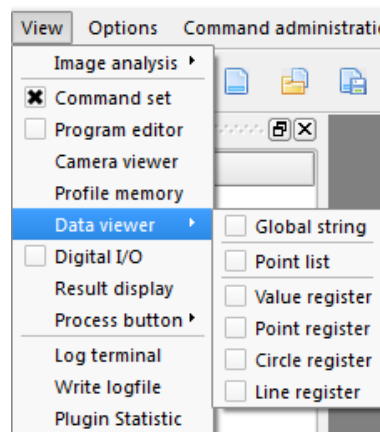 View Options Command administrati
Image analysis
Command set
Program editor
Camera viewer
Profile memory
Data viewer
Global string
Point list
Value register
Point register
Circle register
Line register
Digital I/O
Result display
Process button
Log terminal
Write logfile
Plugin Statistic